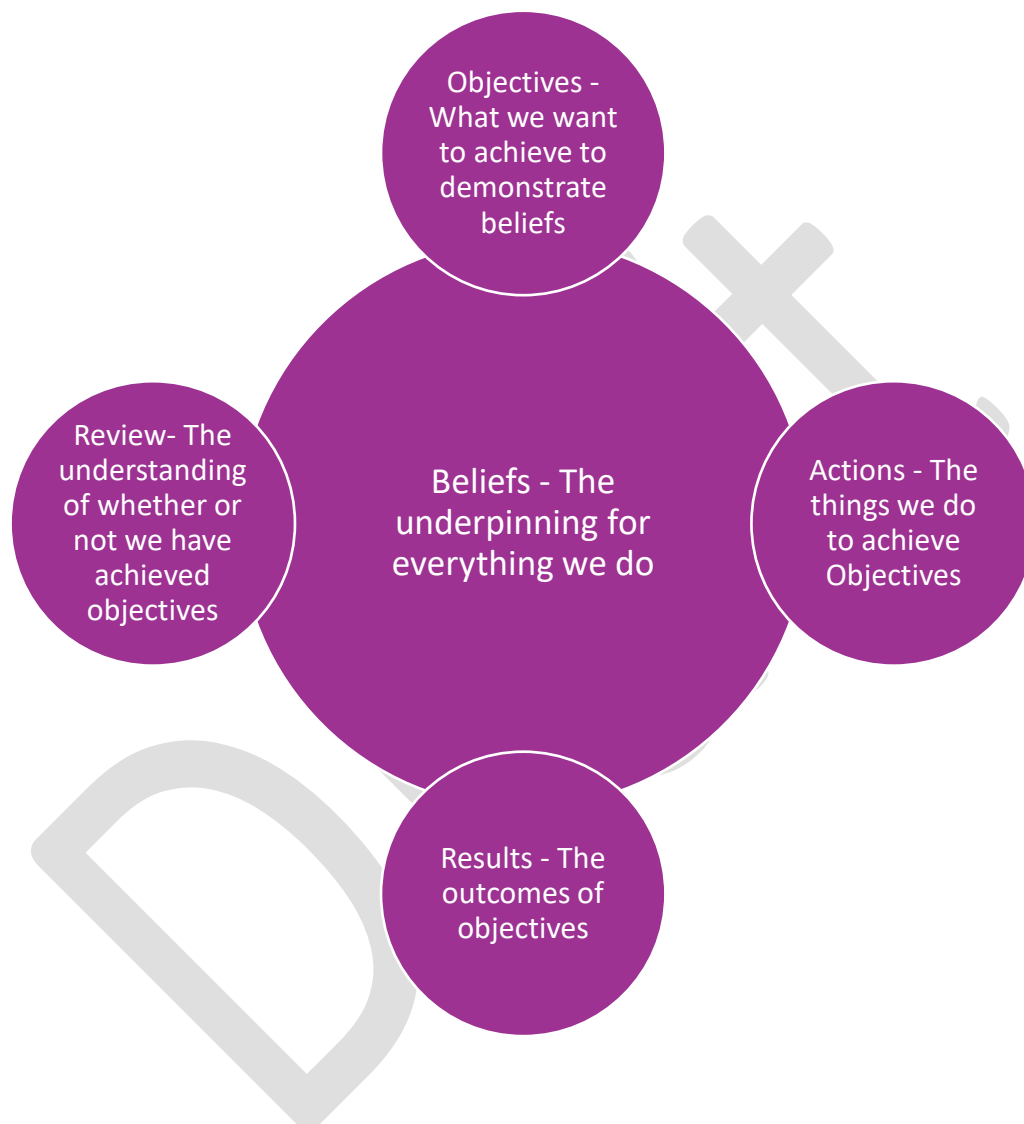 Objectives -
What we want
to achieve to
demonstrate
beliefs
Review- The
understanding
of whether or
not we have
achieved
objectives
Beliefs - The
underpinning for
everything we do
Actions - The
things we do
to achieve
Objectives
Results - The
outcomes of
objectives